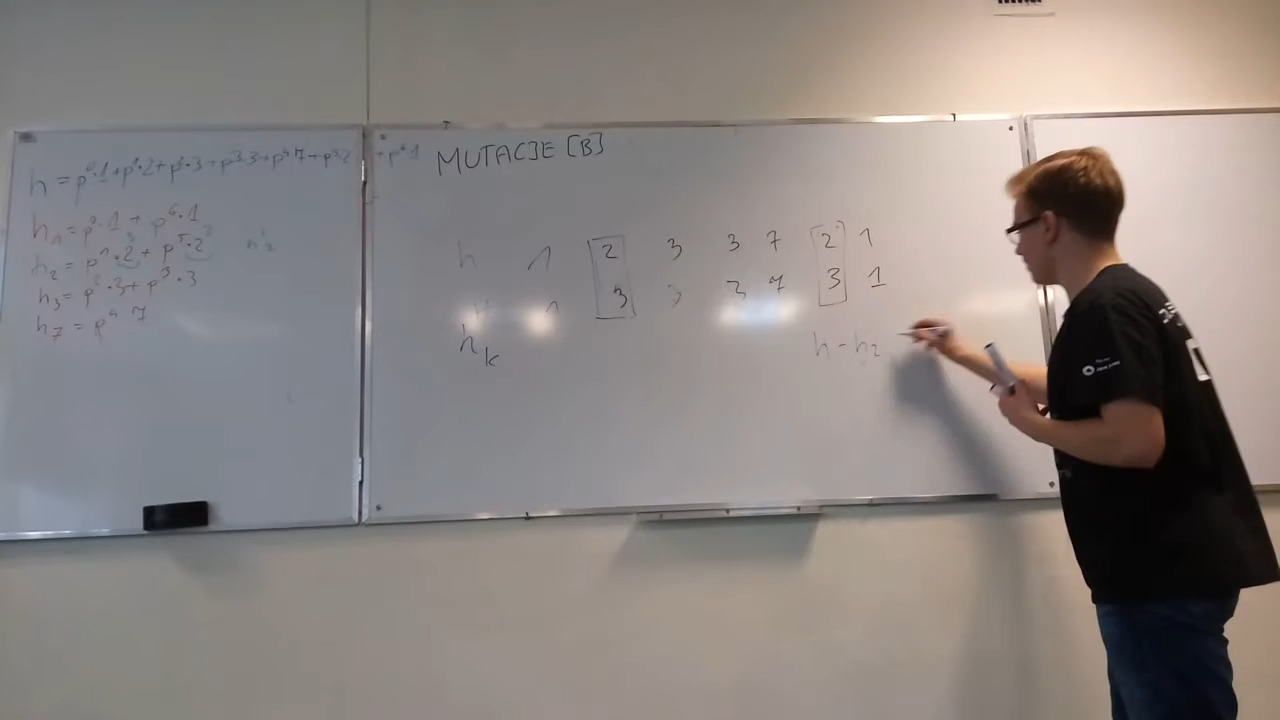 h = p⁰·1+p¹·2+p²·3+p³·3+p⁴·7+p⁵·2+p⁶·1
h₁ = p⁰·1 + p⁶·1
h₂ = p¹·2 + p⁵·2
h₃ = p²·3 + p³·3
h₇ = p⁴ 7
MUTACJE [B]
h 1 2 3 3 7 2 1
1 3 3 3 7 3 1
hₖ
h - h₂